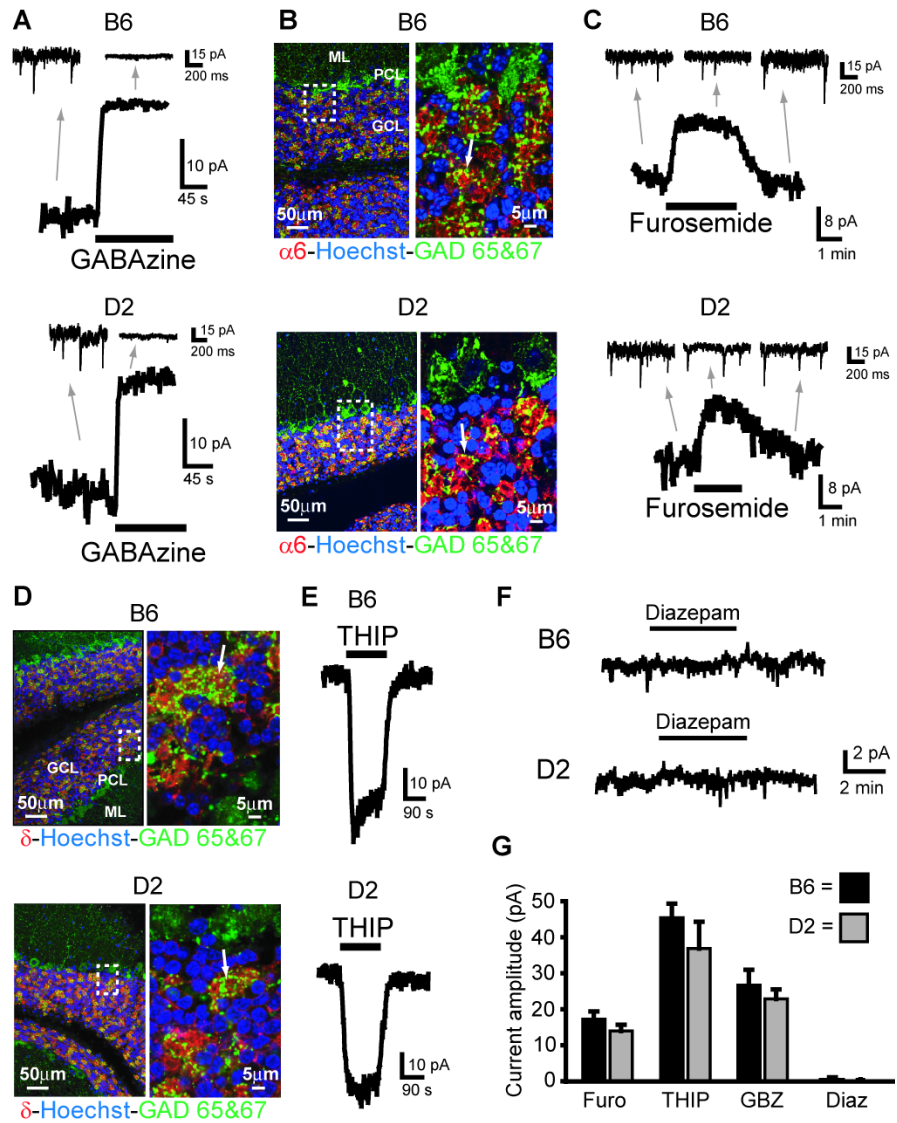 A
B6
15 pA
200 ms
10 pA
45 s
GABAzine
D2
15 pA
200 ms
10 pA
45 s
GABAzine
B
B6
ML
PCL
GCL
50μm
5μm
α6-Hoechst-GAD 65&67
D2
50μm
5μm
α6-Hoechst-GAD 65&67
C
B6
15 pA
200 ms
Furosemide
8 pA
1 min
D2
15 pA
200 ms
Furosemide
8 pA
1 min
D
B6
GCL
PCL
ML
50μm
5μm
δ-Hoechst-GAD 65&67
D2
50μm
5μm
δ-Hoechst-GAD 65&67
E
B6
THIP
10 pA
90 s
D2
THIP
10 pA
90 s
F
Diazepam
B6
Diazepam
D2
2 pA
2 min
G
B6 =
D2 =
Current amplitude (pA)
50
40
30
20
10
0
Furo THIP GBZ Diaz